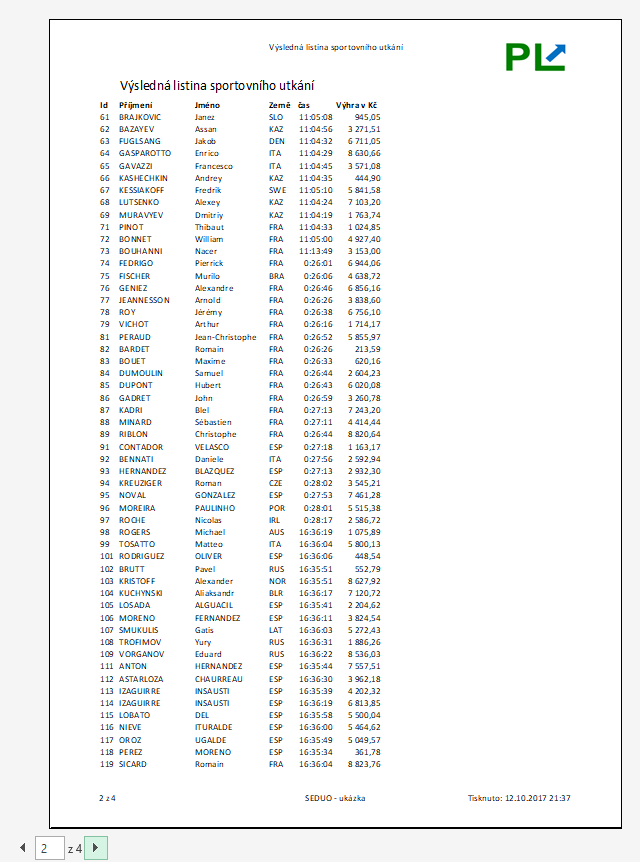 Výsledná listina sportovního utkání
PL
Výsledná listina sportovního utkání
Id Příjmení Jméno Země čas Výhra v Kč
61 BRAJKOVIC Janez SLO 11:05:08 945,05
62 BAZAYEV Assan KAZ 11:04:56 3 271,51
63 FUGLSANG Jakob DEN 11:04:32 6 711,05
64 GASPAROTTO Enrico ITA 11:04:29 8 630,66
65 GAVAZZI Francesco ITA 11:04:45 3 571,08
66 KASHECHKIN Andrey KAZ 11:04:35 444,90
67 KESSIAKOFF Fredrik SWE 11:05:10 5 841,58
68 LUTSENKO Alexey KAZ 11:04:24 7 103,20
69 MURAVYEV Dmitriy KAZ 11:04:19 1 763,74
71 PINOT Thibaut FRA 11:04:33 1 024,85
72 BONNET William FRA 11:05:00 4 927,40
73 BOUHANNI Nacer FRA 11:13:49 3 153,00
74 FEDRIGO Pierrick FRA 0:26:01 6 944,06
75 FISCHER Murilo BRA 0:26:06 4 638,72
76 GENIEZ Alexandre FRA 0:26:46 6 856,16
77 JEANNESSON Arnold FRA 0:26:26 3 838,60
78 ROY Jérémy FRA 0:26:38 6 756,10
79 VICHOT Arthur FRA 0:26:16 1 714,17
81 PERAUD Jean-Christophe FRA 0:26:52 5 855,97
82 BARDET Romain FRA 0:26:26 213,59
83 BOUET Maxime FRA 0:26:33 620,16
84 DUMOULIN Samuel FRA 0:26:44 2 604,23
85 DUPONT Hubert FRA 0:26:43 6 020,08
86 GADRET John FRA 0:26:59 3 260,78
87 KADRI Blel FRA 0:27:13 7 243,20
88 MINARD Sébastien FRA 0:27:11 4 414,44
89 RIBLON Christophe FRA 0:26:44 8 820,64
91 CONTADOR VELASCO ESP 0:27:18 1 163,17
92 BENNATI Daniele ITA 0:27:56 2 592,94
93 HERNANDEZ BLAZQUEZ ESP 0:27:13 2 932,30
94 KREUZIGER Roman CZE 0:28:02 3 545,21
95 NOVAL GONZALEZ ESP 0:27:53 7 461,28
96 MOREIRA PAULINHO POR 0:28:01 5 515,38
97 ROCHE Nicolas IRL 0:28:17 2 586,72
98 ROGERS Michael AUS 16:36:19 1 075,89
99 TOSATTO Matteo ITA 16:36:04 5 800,13
101 RODRIGUEZ OLIVER ESP 16:36:06 448,54
102 BRUTT Pavel RUS 16:35:51 552,79
103 KRISTOFF Alexander NOR 16:35:51 8 627,92
104 KUCHYNSKI Aliaksandr BLR 16:36:17 7 120,72
105 LOSADA ALGUACIL ESP 16:35:41 2 204,62
106 MORENO FERNANDEZ ESP 16:36:11 3 824,54
107 SMUKULIS Gatis LAT 16:36:03 5 272,43
108 TROFIMOV Yury RUS 16:36:31 1 886,26
109 VORGANOV Eduard RUS 16:36:22 8 536,03
111 ANTON HERNANDEZ ESP 16:35:44 7 557,51
112 ASTARLOZA CHAURREAU ESP 16:36:30 3 962,18
113 IZAGUIRRE INSAUSTI ESP 16:35:39 4 202,32
114 IZAGUIRRE INSAUSTI ESP 16:36:19 6 813,85
115 LOBATO DEL ESP 16:35:58 5 500,04
116 NIEVE ITURALDE ESP 16:36:00 5 464,62
117 OROZ UGALDE ESP 16:35:49 5 049,57
118 PEREZ MORENO ESP 16:35:34 361,78
119 SICARD Romain FRA 16:36:04 8 823,76
2 z 4 SEDUO - ukázka Tisknuto: 12.10.2017 21:37
2 z 4